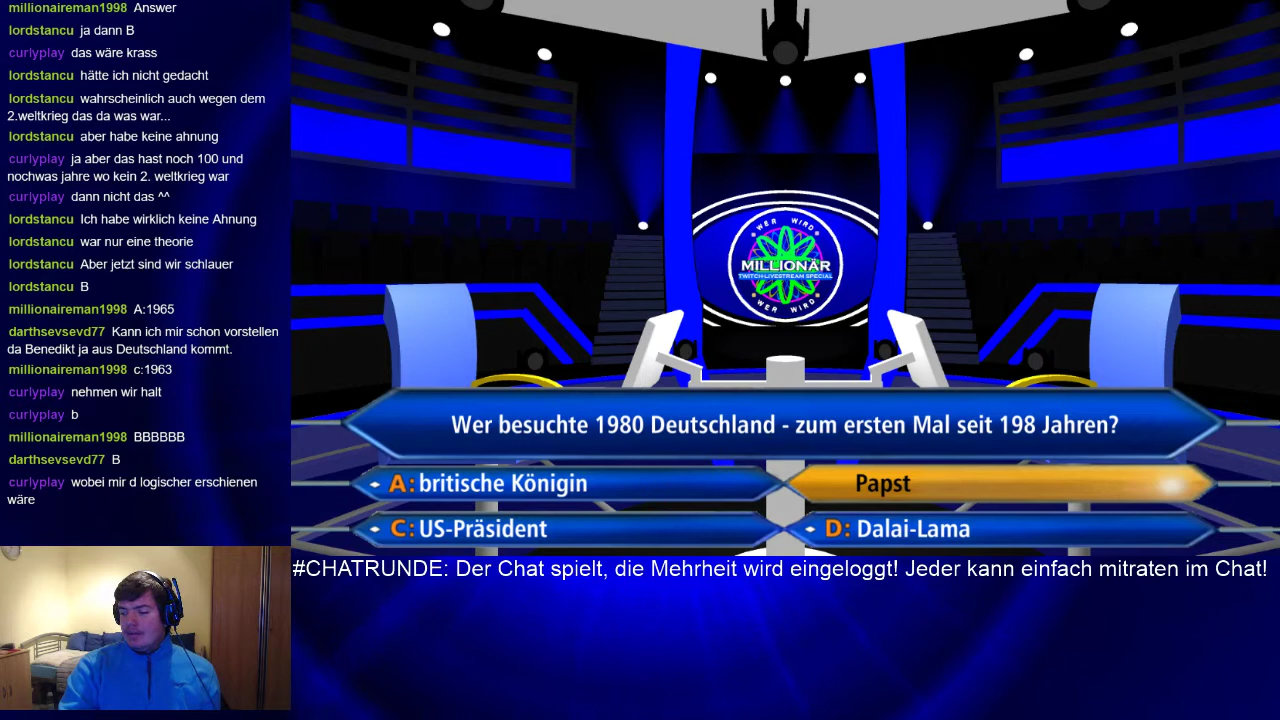 millionaireman1998 Answer
lordstancu ja dann B
curlyplay das wäre krass
lordstancu hätte ich nicht gedacht
lordstancu wahrscheinlich auch wegen dem
2.weltkrieg das da was war...
lordstancu aber habe keine ahnung
curlyplay ja aber das hast noch 100 und
nochwas jahre wo kein 2. weltkrieg war
curlyplay dann nicht das ^^
lordstancu Ich habe wirklich keine Ahnung
lordstancu war nur eine theorie
lordstancu Aber jetzt sind wir schlauer
lordstancu B
millionaireman1998 A:1965
darthsevsevd77 Kann ich mir schon vorstellen
da Benedikt ja aus Deutschland kommt.
millionaireman1998 c:1963
curlyplay nehmen wir halt
curlyplay b
millionaireman1998 BBBBBB
darthsevsevd77 B
curlyplay wobei mir d logischer erschienen
wäre
WER WIRD
MILLIONÄR
TWITCH-LIVESTREAM SPECIAL
WER WIRD
Wer besuchte 1980 Deutschland - zum ersten Mal seit 198 Jahren?
A: britische Königin
Papst
C: US-Präsident
D: Dalai-Lama
#CHATRUNDE: Der Chat spielt, die Mehrheit wird eingeloggt! Jeder kann einfach mitraten im Chat!